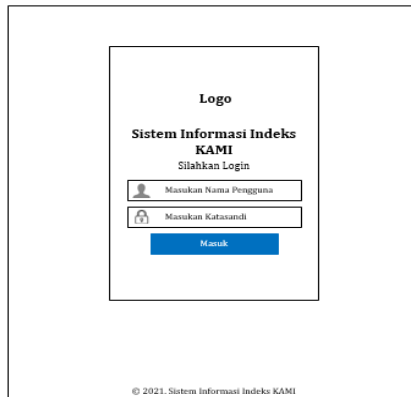 Logo
Sistem Informasi Indeks
KAMI
Silahkan Login
Masukan Nama Pengguna
Masukan Katasandi
Masuk
© 2021. Sistem Informasi Indeks KAMI